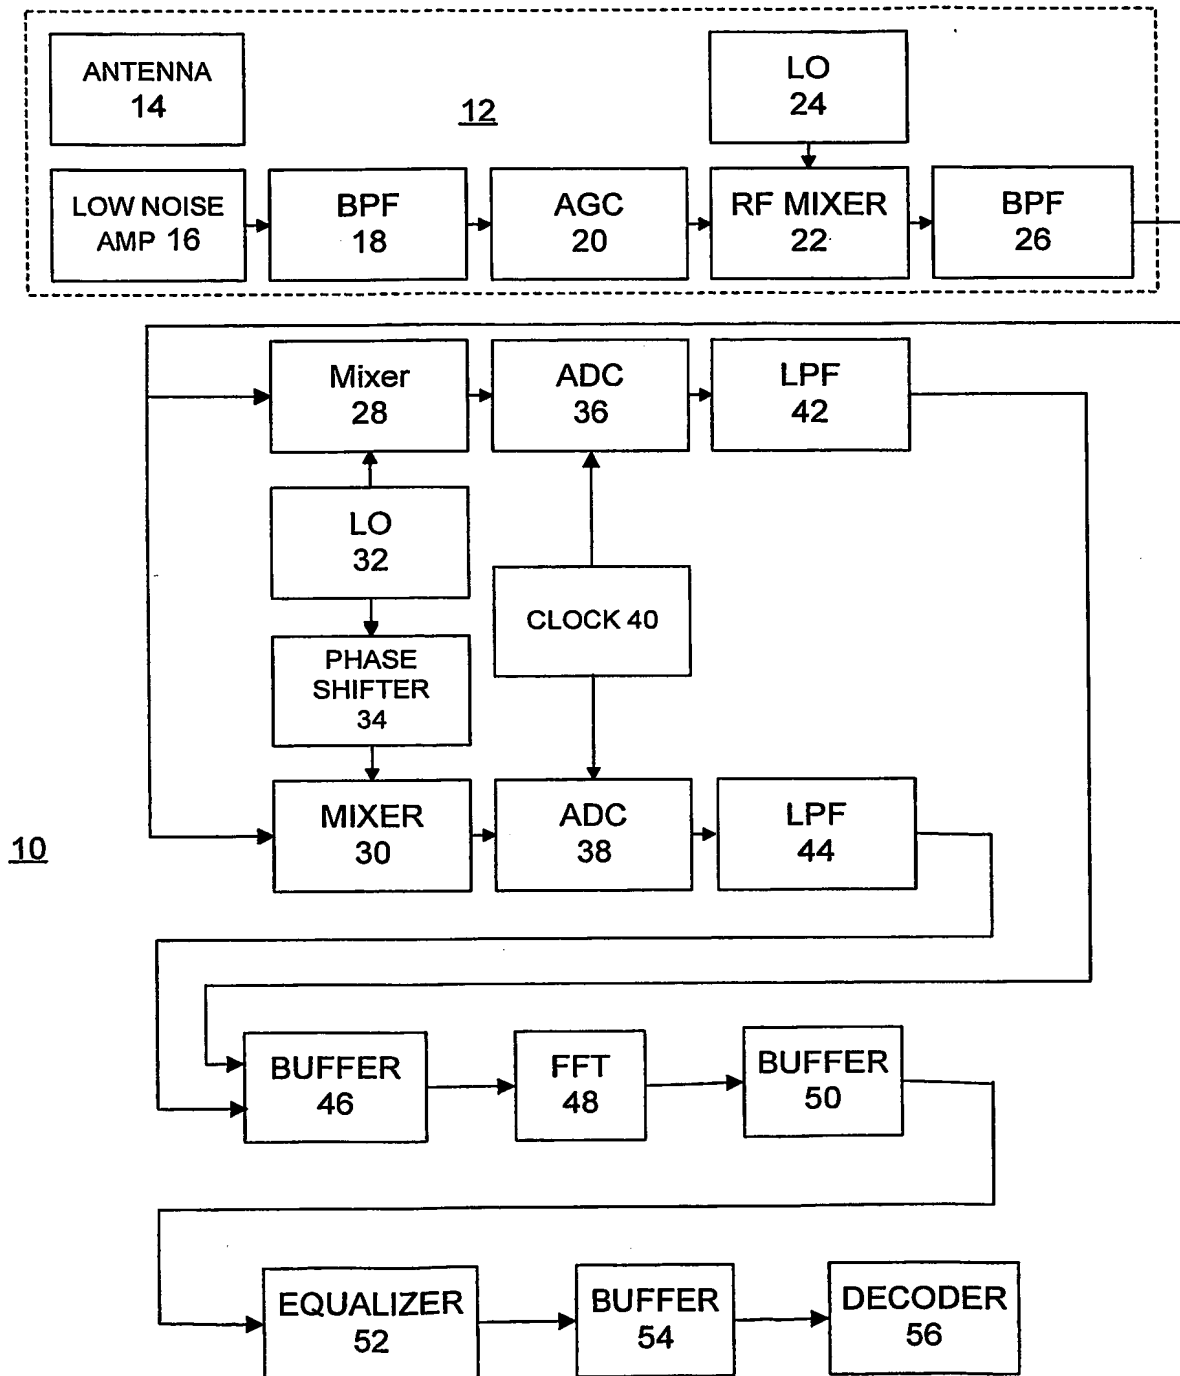 ANTENNA
14
12
LO
24
LOW NOISE
AMP 16
BPF
18
AGC
20
RF MIXER
22
BPF
26
Mixer
28
ADC
36
LPF
42
LO
32
CLOCK 40
PHASE
SHIFTER
34
10
MIXER
30
ADC
38
LPF
44
BUFFER
46
FFT
48
BUFFER
50
EQUALIZER
52
BUFFER
54
DECODER
56